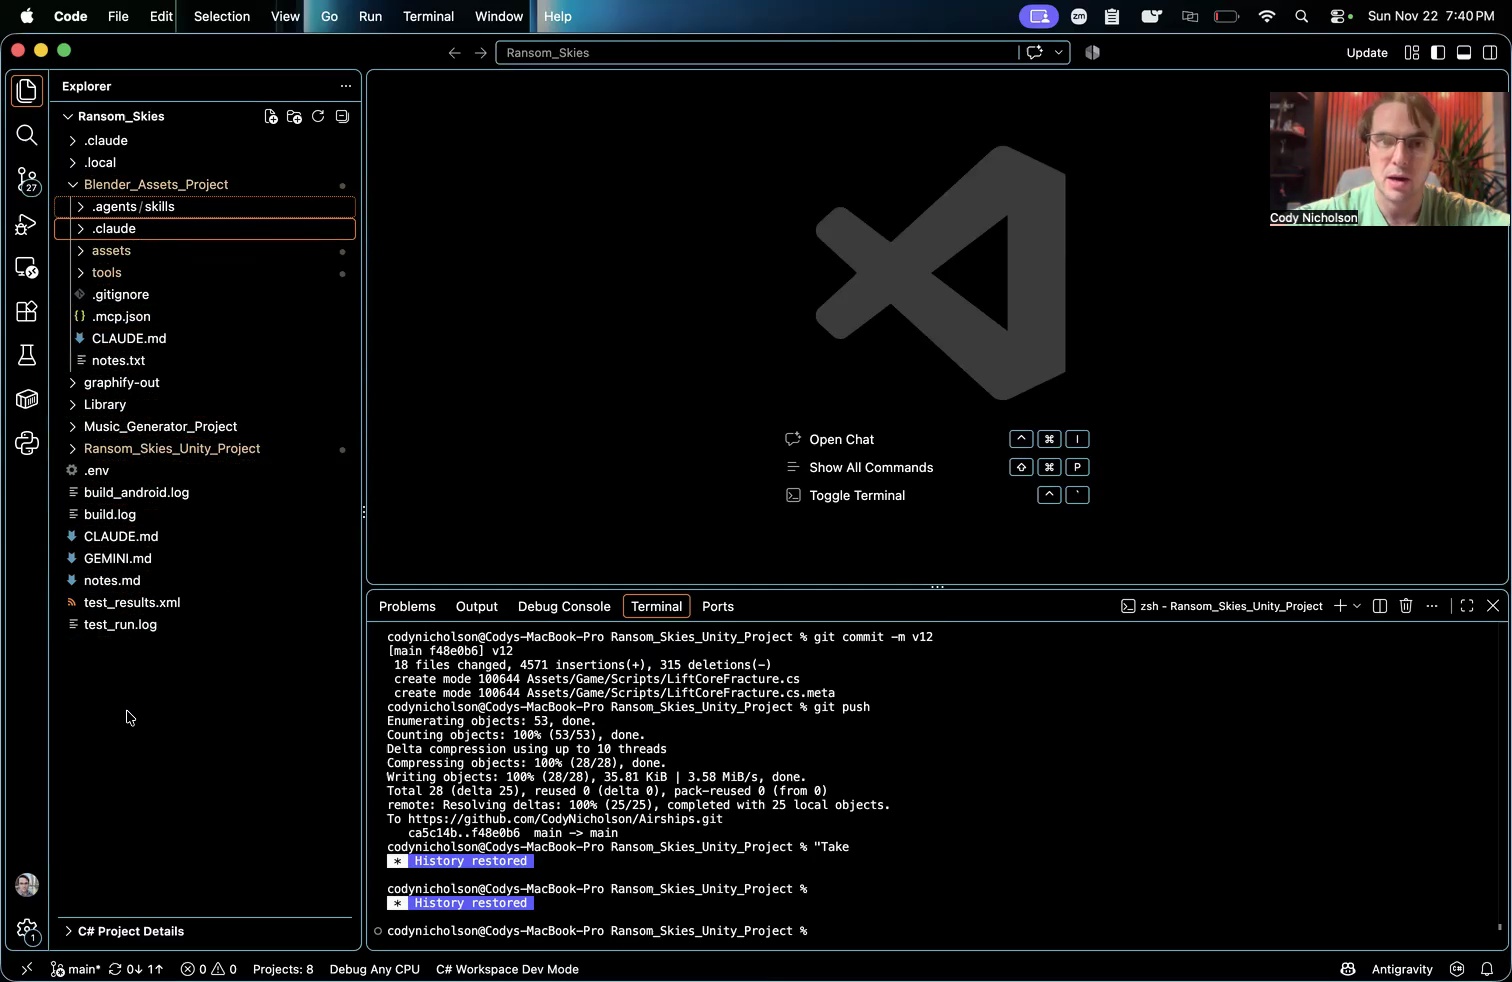 Code File Edit Selection View Go Run Terminal Window Help zm Sun Nov 22 7:40 PM
Ransom_Skies Update
Explorer
Ransom_Skies
.claude
.local
Blender_Assets_Project
.agents/skills
.claude
assets
tools
.gitignore
{} .mcp.json
CLAUDE.md
notes.txt
graphify-out
Library
Music_Generator_Project
Ransom_Skies_Unity_Project
.env
build_android.log
build.log
CLAUDE.md
GEMINI.md
notes.md
test_results.xml
test_run.log
27
1
C# Project Details
Cody Nicholson
Open Chat ^ ⌘ I
Show All Commands ⇧ ⌘ P
Toggle Terminal ^ `
Problems Output Debug Console Terminal Ports zsh - Ransom_Skies_Unity_Project
codynicholson@Codys-MacBook-Pro Ransom_Skies_Unity_Project % git commit -m v12
[main f48e0b6] v12
18 files changed, 4571 insertions(+), 315 deletions(-)
create mode 100644 Assets/Game/Scripts/LiftCoreFracture.cs
create mode 100644 Assets/Game/Scripts/LiftCoreFracture.cs.meta
codynicholson@Codys-MacBook-Pro Ransom_Skies_Unity_Project % git push
Enumerating objects: 53, done.
Counting objects: 100% (53/53), done.
Delta compression using up to 10 threads
Compressing objects: 100% (28/28), done.
Writing objects: 100% (28/28), 35.81 KiB | 3.58 MiB/s, done.
Total 28 (delta 25), reused 0 (delta 0), pack-reused 0 (from 0)
remote: Resolving deltas: 100% (25/25), completed with 25 local objects.
To https://github.com/CodyNicholson/Airships.git
ca5c14b..f48e0b6 main -> main
codynicholson@Codys-MacBook-Pro Ransom_Skies_Unity_Project % "Take
* History restored
codynicholson@Codys-MacBook-Pro Ransom_Skies_Unity_Project %
* History restored
codynicholson@Codys-MacBook-Pro Ransom_Skies_Unity_Project %
main* 0↓ 1↑ 0 0 Projects: 8 Debug Any CPU C# Workspace Dev Mode Antigravity